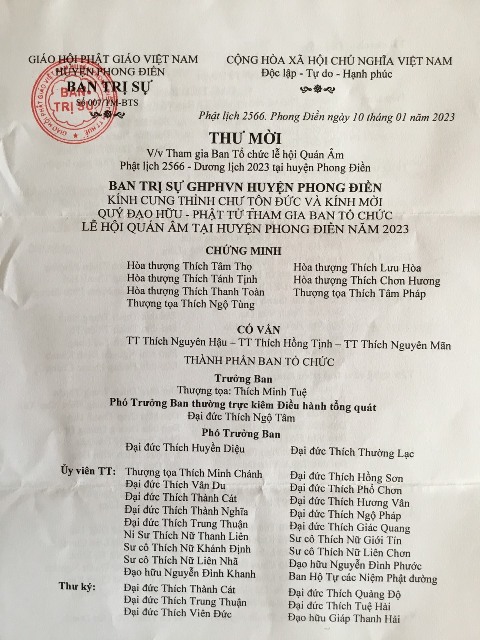 GIÁO HỘI PHẬT GIÁO VIỆT NAM
HUYỆN PHONG ĐIỀN
BAN TRỊ SỰ
Số 007/TM-BTS
BAN TRỊ SỰ
CỘNG HÒA XÃ HỘI CHỦ NGHĨA VIỆT NAM
Độc lập - Tự do - Hạnh phúc
Phật lịch 2566. Phong Điền ngày 10 tháng 01 năm 2023
THƯ MỜI
V/v Tham gia Ban Tổ chức lễ hội Quán Âm
Phật lịch 2566 - Dương lịch 2023 tại huyện Phong Điền
BAN TRỊ SỰ GHPHVN HUYỆN PHONG ĐIỀN
KÍNH CUNG THỈNH CHƯ TÔN ĐỨC VÀ KÍNH MỜI
QUÝ ĐẠO HỮU - PHẬT TỬ THAM GIA BAN TỔ CHỨC
LỄ HỘI QUÁN ÂM TẠI HUYỆN PHONG ĐIỀN NĂM 2023
CHỨNG MINH
Hòa thượng Thích Tâm Thọ
Hòa thượng Thích Tánh Tịnh
Hòa thượng Thích Thanh Toàn
Thượng tọa Thích Ngộ Tùng
Hòa thượng Thích Lưu Hòa
Hòa thượng Thích Chơn Hương
Thượng tọa Thích Tâm Pháp
CỐ VẤN
TT Thích Nguyên Hậu – TT Thích Hồng Tịnh – TT Thích Nguyên Mãn
THÀNH PHẦN BAN TỔ CHỨC
Trưởng Ban
Thượng tọa: Thích Minh Tuệ
Phó Trưởng Ban thường trực kiêm Điều hành tổng quát
Đại đức Thích Ngộ Tâm
Phó Trưởng Ban
Đại đức Thích Huyền Diệu
Đại đức Thích Thường Lạc
Ủy viên TT: Thượng tọa Thích Minh Chánh
Đại đức Thích Vân Du
Đại đức Thích Thành Cát
Đại đức Thích Thành Nghĩa
Đại đức Thích Trung Thuận
Ni Sư Thích Nữ Thanh Liên
Sư cô Thích Nữ Khánh Định
Sư cô Thích Nữ Liên Nhã
Đạo hữu Nguyễn Đình Khanh
Đại đức Thích Hồng Sơn
Đại đức Thích Phổ Chơn
Đại đức Thích Hương Vân
Đại đức Thích Ngộ Pháp
Đại đức Thích Giác Quang
Sư cô Thích Nữ Giới Tín
Sư cô Thích Nữ Liên Chơn
Đạo hữu Nguyễn Đình Phước
Ban Hộ Tự các Niệm Phật đường
Thư ký: Đại đức Thích Thành Cát
Đại đức Thích Trung Thuận
Đại đức Thích Viên Đức
Đại đức Thích Quảng Độ
Đại đức Thích Tuệ Hải
Đạo hữu Giáp Thanh Hải